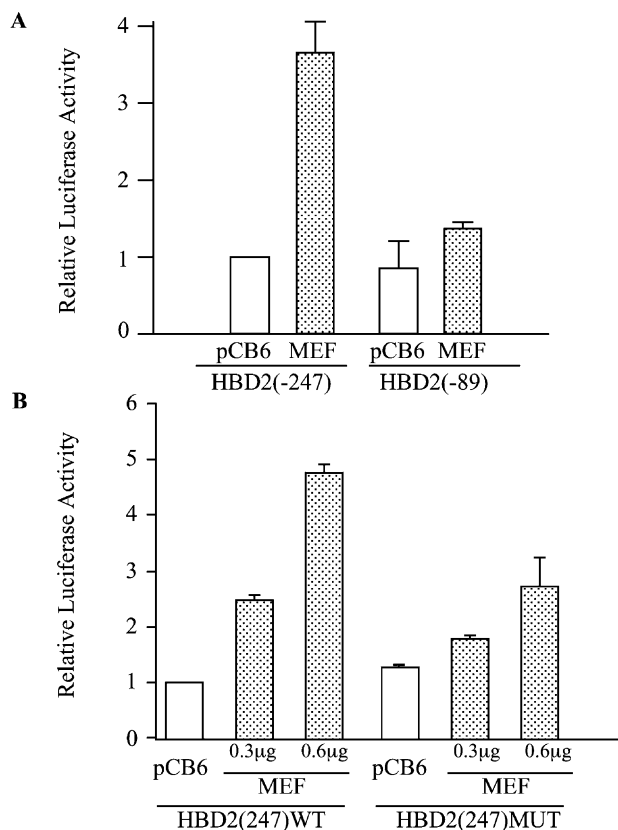 A
Relative Luciferase Activity
4
3
2
1
0
pCB6 MEF pCB6 MEF
HBD2(-247) HBD2(-89)
B
Relative Luciferase Activity
6
5
4
3
2
1
0
pCB6 0.3μg 0.6μg pCB6 0.3μg 0.6μg
MEF MEF
HBD2(247)WT HBD2(247)MUT